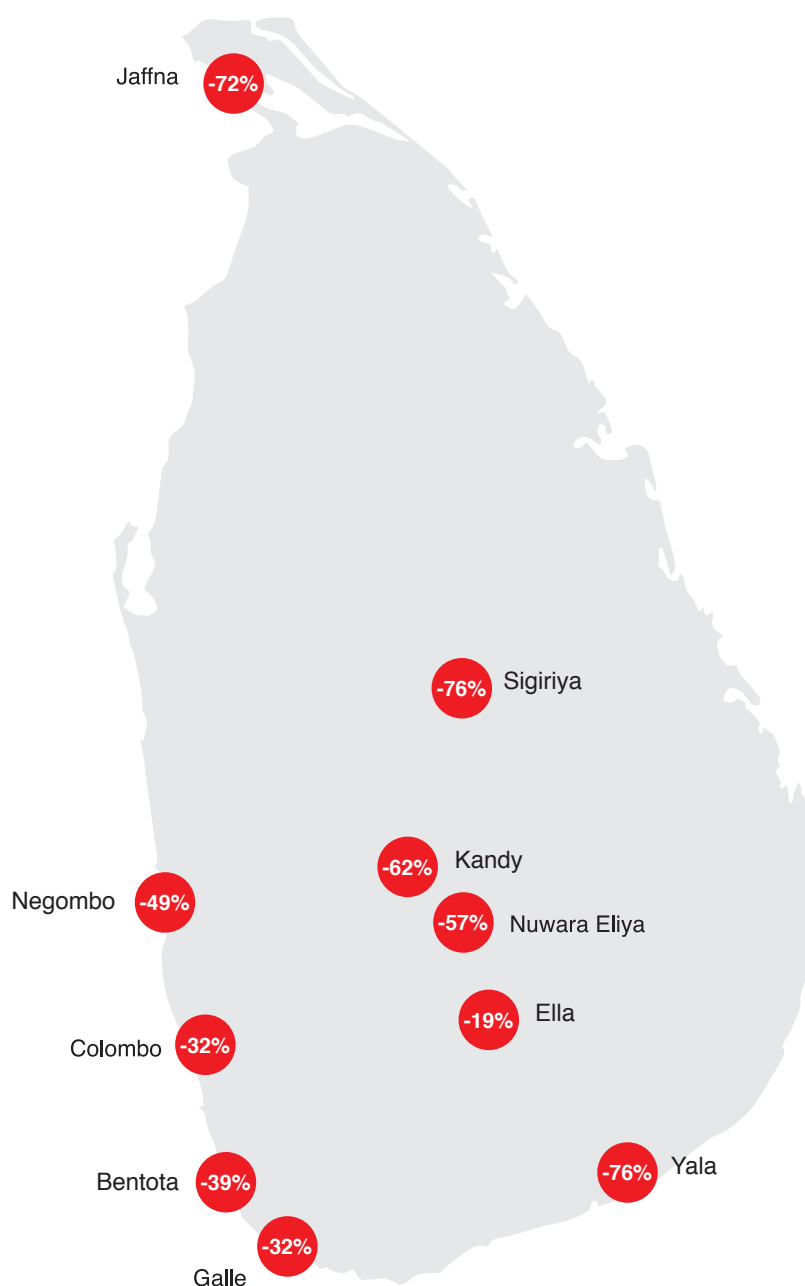 Jaffna
-72%
-76%
Sigiriya
-62%
Kandy
Negombo
-49%
-57%
Nuwara Eliya
-19%
Ella
Colombo
-32%
-76%
Yala
Bentota
-39%
-32%
Galle